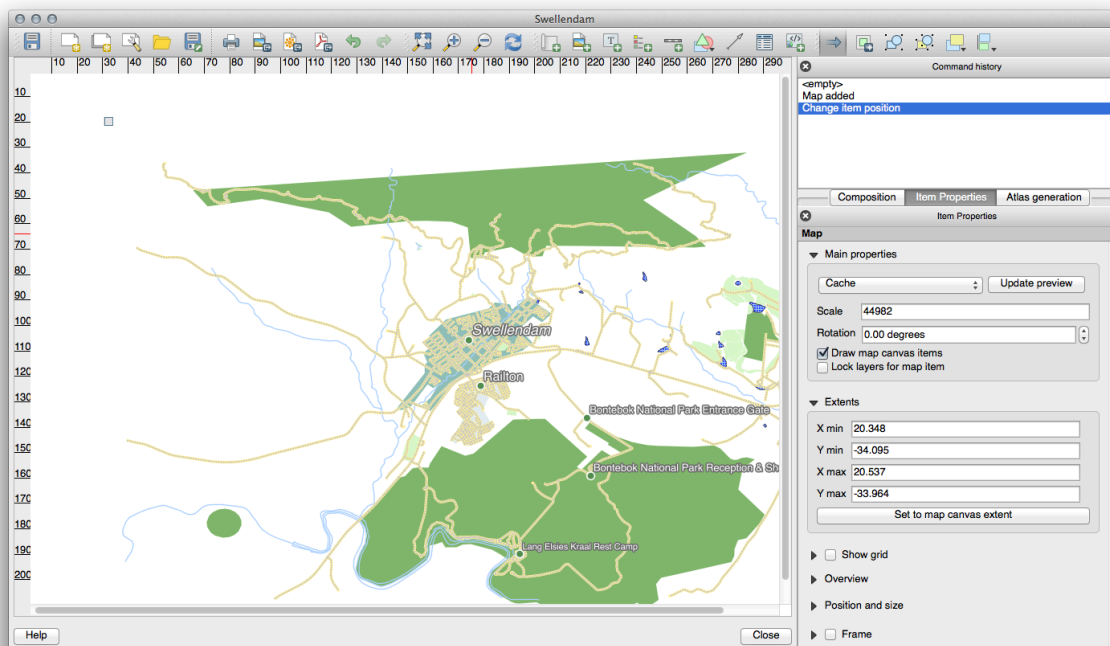 Swellendam
10 20 30 40 50 60 70 80 90 100 110 120 130 140 150 160 170 180 190 200 210 220 230 240 250 260 270 280 290
Command history
<empty>
Map added
Change item position
Composition Item Properties Atlas generation
Item Properties
Map
Main properties
Cache Update preview
Scale 44982
Rotation 0.00 degrees
Draw map canvas items
Lock layers for map item
Extents
X min 20.348
Y min -34.095
X max 20.537
Y max -33.964
Set to map canvas extent
Show grid
Overview
Position and size
Frame
10
20
30
40
50
60
70
80
90
100
110
120
130
140
150
160
170
180
190
200
Swellendam
Railton
Bontebok National Park Entrance Gate
Bontebok National Park Reception & Sh
Lang Elsies Kraal Rest Camp
Help Close